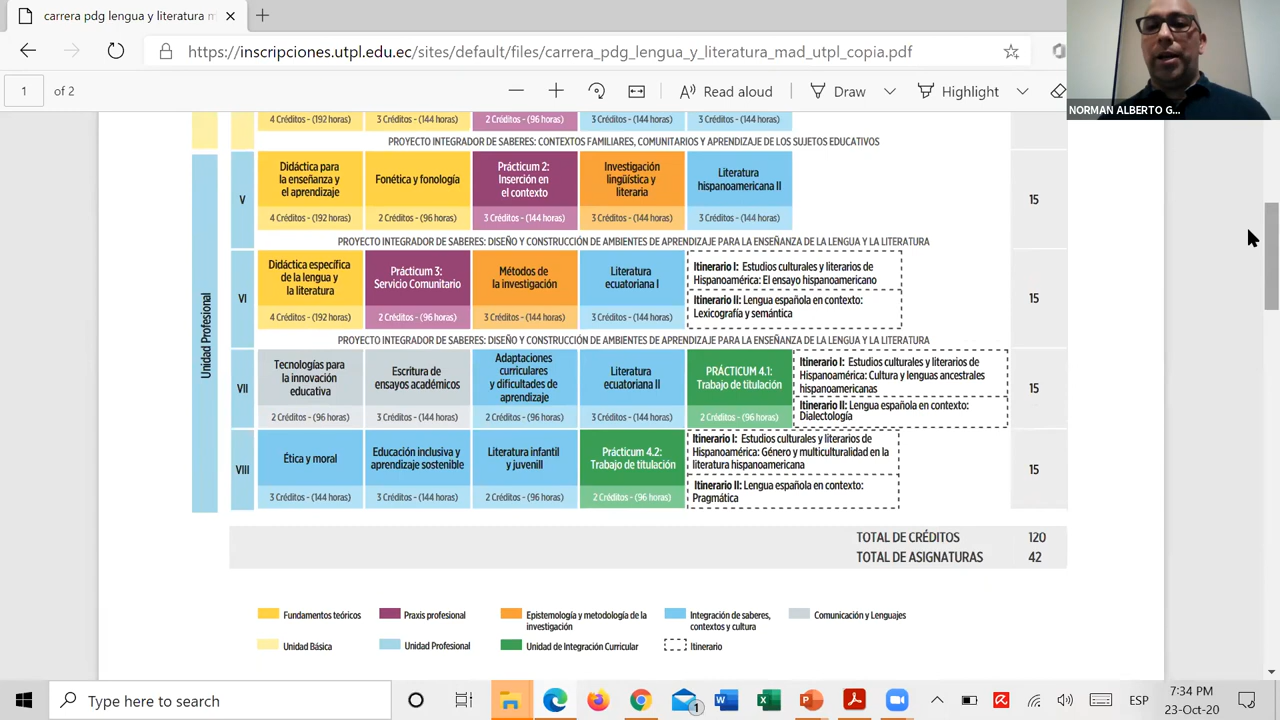 carrera pdg lengua y literatura m
https://inscripciones.utpl.edu.ec/sites/default/files/carrera_pdg_lengua_y_literatura_mad_utpl_copia.pdf
1 of 2
Read aloud
Draw
Highlight
NORMAN ALBERTO G...
4 Créditos - (192 horas)
3 Créditos - (144 horas)
2 Créditos - (96 horas)
3 Créditos - (144 horas)
3 Créditos - (144 horas)
PROYECTO INTEGRADOR DE SABERES: CONTEXTOS FAMILIARES, COMUNITARIOS Y APRENDIZAJE DE LOS SUJETOS EDUCATIVOS
Unidad Profesional
V
Didáctica para
la enseñanza y
el aprendizaje
4 Créditos - (192 horas)
Fonética y fonología
2 Créditos - (96 horas)
Prácticum 2:
Inserción en
el contexto
3 Créditos - (144 horas)
Investigación
lingüística y
literaria
3 Créditos - (144 horas)
Literatura
hispanoamericana II
3 Créditos - (144 horas)
15
PROYECTO INTEGRADOR DE SABERES: DISEÑO Y CONSTRUCCIÓN DE AMBIENTES DE APRENDIZAJE PARA LA ENSEÑANZA DE LA LENGUA Y LA LITERATURA
VI
Didáctica específica
de la lengua y
la literatura
4 Créditos - (192 horas)
Prácticum 3:
Servicio Comunitario
2 Créditos - (96 horas)
Métodos de
la investigación
3 Créditos - (144 horas)
Literatura
ecuatoriana I
3 Créditos - (144 horas)
Itinerario I: Estudios culturales y literarios de
Hispanoamérica: El ensayo hispanoamericano
Itinerario II: Lengua española en contexto:
Lexicografía y semántica
15
PROYECTO INTEGRADOR DE SABERES: DISEÑO Y CONSTRUCCIÓN DE AMBIENTES DE APRENDIZAJE PARA LA ENSEÑANZA DE LA LENGUA Y LA LITERATURA
VII
Tecnologías para
la innovación
educativa
2 Créditos - (96 horas)
Escritura de
ensayos académicos
3 Créditos - (144 horas)
Adaptaciones
curriculares
y dificultades de
aprendizaje
2 Créditos - (96 horas)
Literatura
ecuatoriana II
3 Créditos - (144 horas)
PRÁCTICUM 4.1:
Trabajo de titulación
2 Créditos - (96 horas)
Itinerario I: Estudios culturales y literarios de
Hispanoamérica: Cultura y lenguas ancestrales
hispanoamericanas
Itinerario II: Lengua española en contexto:
Dialectología
15
VIII
Ética y moral
3 Créditos - (144 horas)
Educación inclusiva y
aprendizaje sostenible
3 Créditos - (144 horas)
Literatura infantil
y juvenill
2 Créditos - (96 horas)
Prácticum 4.2:
Trabajo de titulación
2 Créditos - (96 horas)
Itinerario I: Estudios culturales y literarios de
Hispanoamérica: Género y multiculturalidad en la
literatura hispanoamericana
Itinerario II: Lengua española en contexto:
Pragmática
15
TOTAL DE CRÉDITOS 120
TOTAL DE ASIGNATURAS 42
Fundamentos teóricos
Praxis profesional
Epistemología y metodología de la
investigación
Integración de saberes,
contextos y cultura
Comunicación y Lenguajes
Unidad Básica
Unidad Profesional
Unidad de Integración Curricular
Itinerario
Type here to search
1
ESP
7:34 PM
23-Oct-20